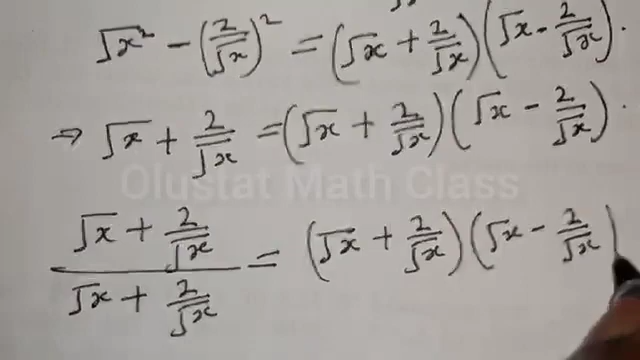 √x² − (2/√x)² = (√x + 2/√x)(√x − 2/√x).
⇒ √x + 2/√x = (√x + 2/√x)(√x − 2/√x).
Olustat Math Class
(√x + 2/√x)/(√x + 2/√x) = (√x + 2/√x)(√x − 2/√x)